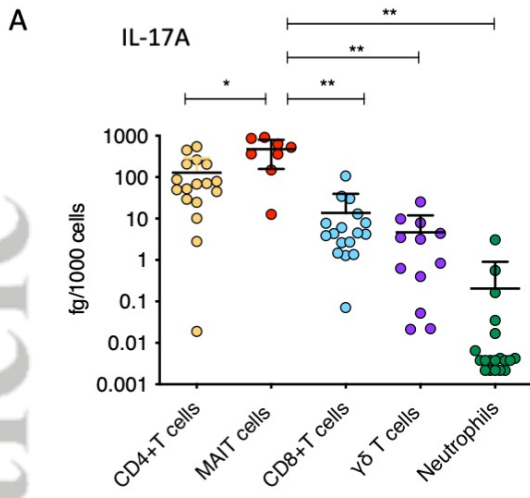 A
IL-17A
**
**
* **
1000
100
10
1
0.1
0.01
0.001
fg/1000 cells
CD4+T cells
MAIT cells
CD8+T cells
γδ T cells
Neutrophils